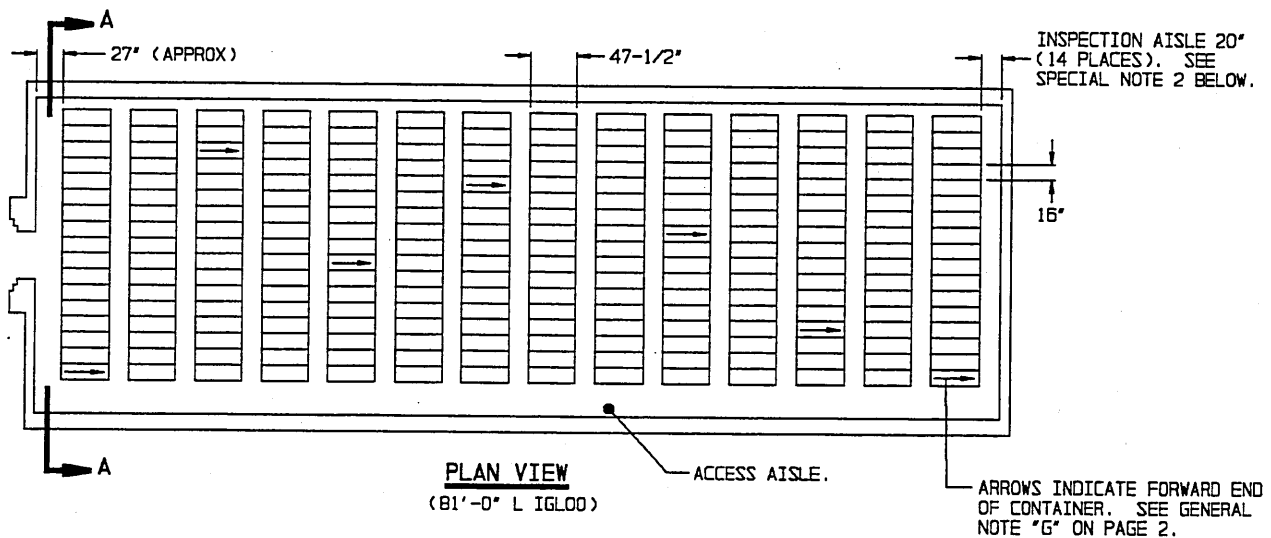 A
27" (APPROX)
47-1/2"
INSPECTION AISLE 20"
(14 PLACES). SEE
SPECIAL NOTE 2 BELOW.
16"
A
PLAN VIEW
(81'-0" L IGLOO)
ACCESS AISLE.
ARROWS INDICATE FORWARD END
OF CONTAINER. SEE GENERAL
NOTE "G" ON PAGE 2.